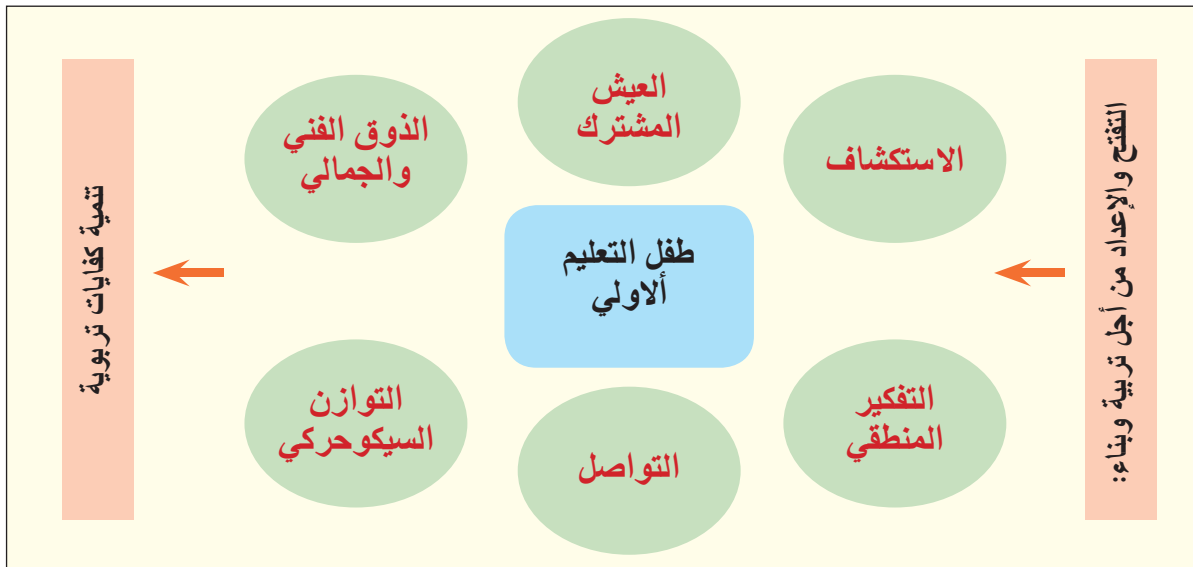 التفتح والإعداد من أجل تربية وبناء:
الاستكشاف
العيش
المشترك
الذوق الفني
والجمالي
طفل التعليم
ألاولي
التفكير
المنطقي
التواصل
التوازن
السيكوحركي
تنمية كفايات تربوية